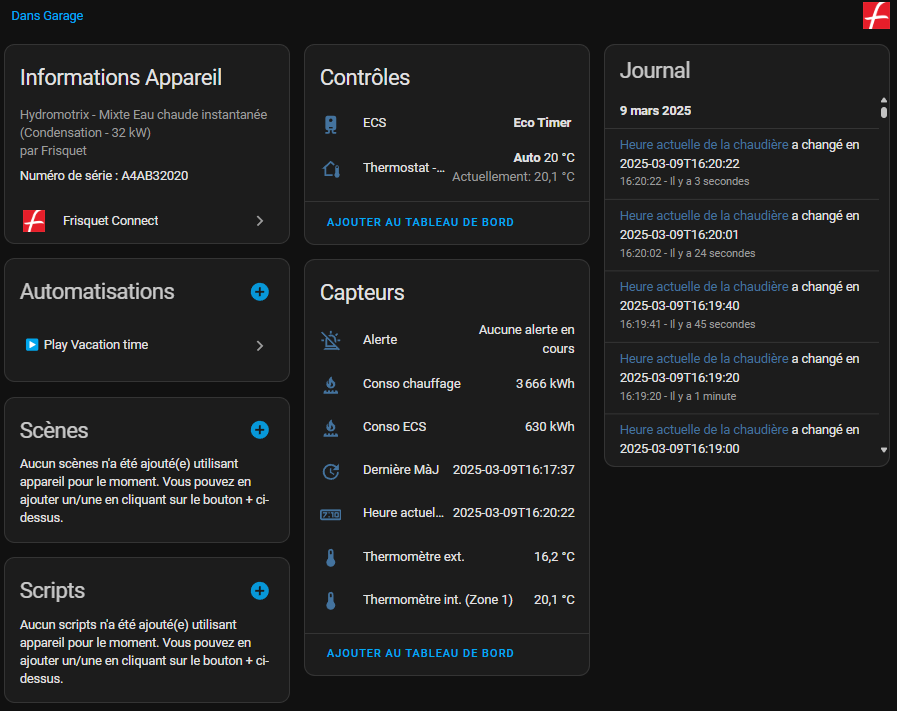 Dans Garage
Informations Appareil
Hydromotrix - Mixte Eau chaude instantanée
(Condensation - 32 kW)
par Frisquet
Numéro de série : A4AB32020
Frisquet Connect
Automatisations
Play Vacation time
Scènes
Aucun scènes n'a été ajouté(e) utilisant
appareil pour le moment. Vous pouvez en
ajouter un/une en cliquant sur le bouton + ci-
dessus.
Scripts
Aucun scripts n'a été ajouté(e) utilisant
appareil pour le moment. Vous pouvez en
ajouter un/une en cliquant sur le bouton + ci-
dessus.
Contrôles
ECS Eco Timer
Thermostat -... Auto 20 °C
Actuellement: 20,1 °C
AJOUTER AU TABLEAU DE BORD
Capteurs
Alerte Aucune alerte en
cours
Conso chauffage 3 666 kWh
Conso ECS 630 kWh
Dernière MàJ 2025-03-09T16:17:37
7:10 Heure actuel... 2025-03-09T16:20:22
Thermomètre ext. 16,2 °C
Thermomètre int. (Zone 1) 20,1 °C
AJOUTER AU TABLEAU DE BORD
Journal
9 mars 2025
Heure actuelle de la chaudière a changé en
2025-03-09T16:20:22
16:20:22 - Il y a 3 secondes
Heure actuelle de la chaudière a changé en
2025-03-09T16:20:01
16:20:02 - Il y a 24 secondes
Heure actuelle de la chaudière a changé en
2025-03-09T16:19:40
16:19:41 - Il y a 45 secondes
Heure actuelle de la chaudière a changé en
2025-03-09T16:19:20
16:19:20 - Il y a 1 minute
Heure actuelle de la chaudière a changé en
2025-03-09T16:19:00